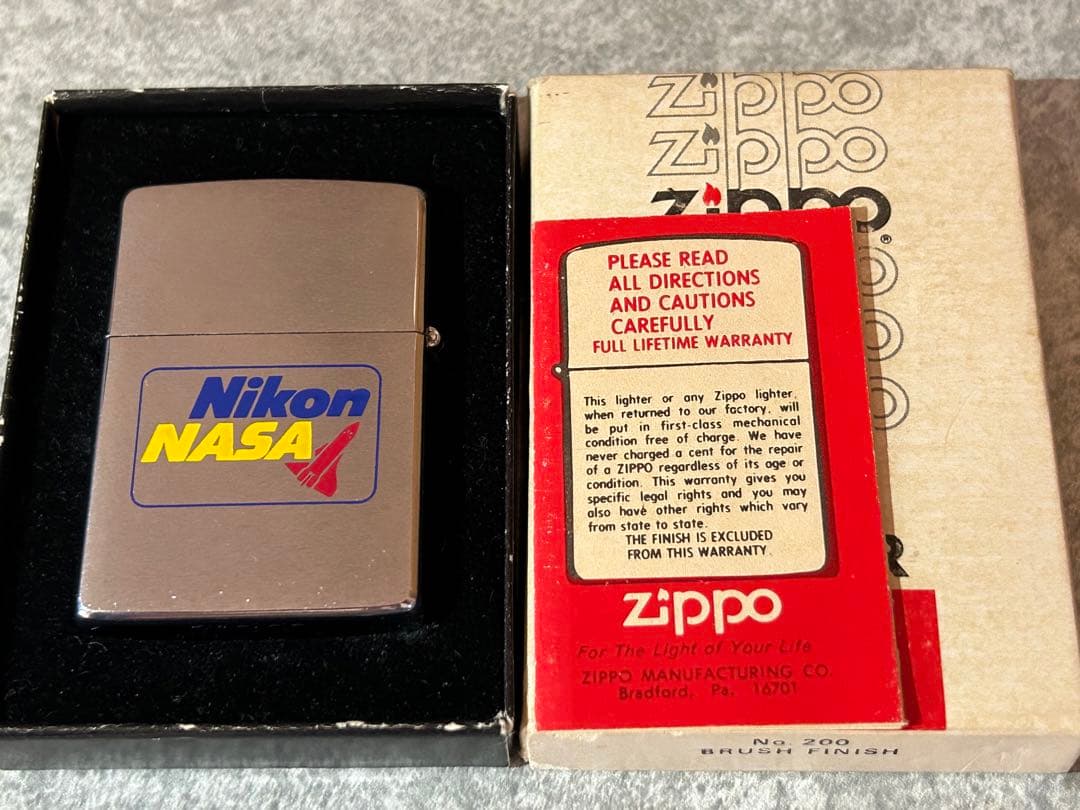 Nikon
NASA
zippo
zippo
zippo
®
PLEASE READ
ALL DIRECTIONS
AND CAUTIONS
CAREFULLY
FULL LIFETIME WARRANTY
This lighter or any Zippo lighter,
when returned to our factory, will
be put in first-class mechanical
condition free of charge. We have
never charged a cent for the repair
of a ZIPPO regardless of its age or
condition. This warranty gives you
specific legal rights and you may
also have other rights which vary
from state to state.
THE FINISH IS EXCLUDED
FROM THIS WARRANTY.
zippo
For The Light of Your Life
ZIPPO MANUFACTURING CO.
Bradford, Pa. 16701
No. 200
BRUSH FINISH